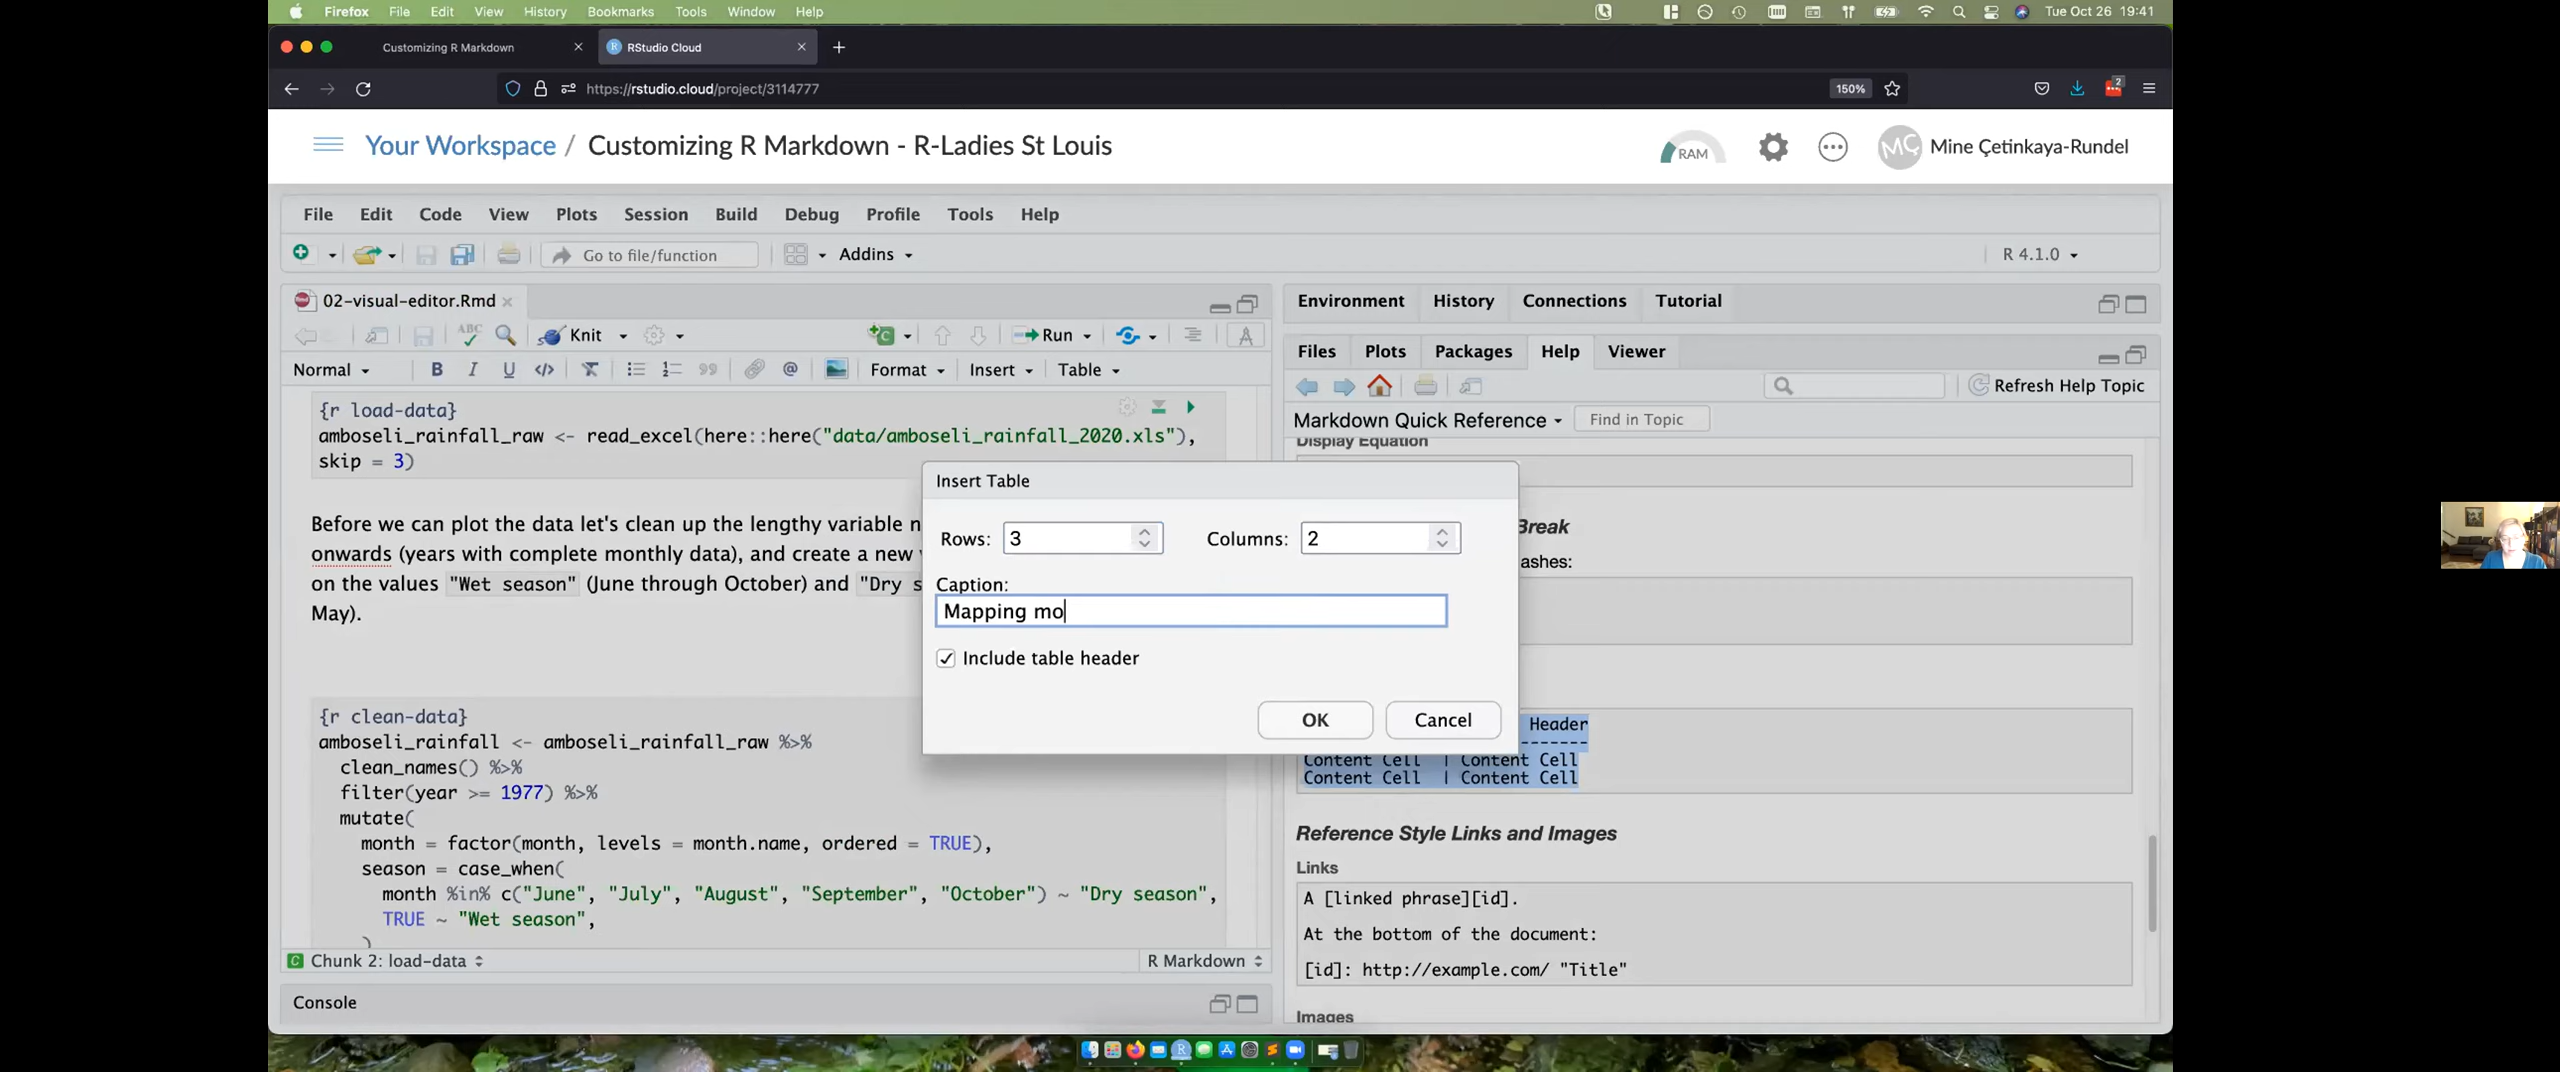 Firefox File Edit View History Bookmarks Tools Window Help Tue Oct 26 19:41
Customizing R Markdown RStudio Cloud
https://rstudio.cloud/project/3114777 150% 2
Your Workspace / Customizing R Markdown - R-Ladies St Louis RAM MÇ Mine Çetinkaya-Rundel
File Edit Code View Plots Session Build Debug Profile Tools Help
Go to file/function Addins R 4.1.0
02-visual-editor.Rmd
ABC Knit Run
Normal B I U </> Format Insert Table
{r load-data}
amboseli_rainfall_raw <- read_excel(here::here("data/amboseli_rainfall_2020.xls"),
skip = 3)
Before we can plot the data let's clean up the lengthy variable n
onwards (years with complete monthly data), and create a new
on the values "Wet season" (June through October) and "Dry s
May).
{r clean-data}
amboseli_rainfall <- amboseli_rainfall_raw %>%
clean_names() %>%
filter(year >= 1977) %>%
mutate(
month = factor(month, levels = month.name, ordered = TRUE),
season = case_when(
month %in% c("June", "July", "August", "September", "October") ~ "Dry season",
TRUE ~ "Wet season",
)
Chunk 2: load-data R Markdown
Console
Insert Table
Rows: 3 Columns: 2
Caption:
Mapping mo
Include table header
OK Cancel
Environment History Connections Tutorial
Files Plots Packages Help Viewer
Refresh Help Topic
Markdown Quick Reference Find in Topic
Display Equation
Break
ashes:
Header
-------
Content Cell | Content Cell
Content Cell | Content Cell
Reference Style Links and Images
Links
A [linked phrase][id].
At the bottom of the document:
[id]: http://example.com/ "Title"
Images